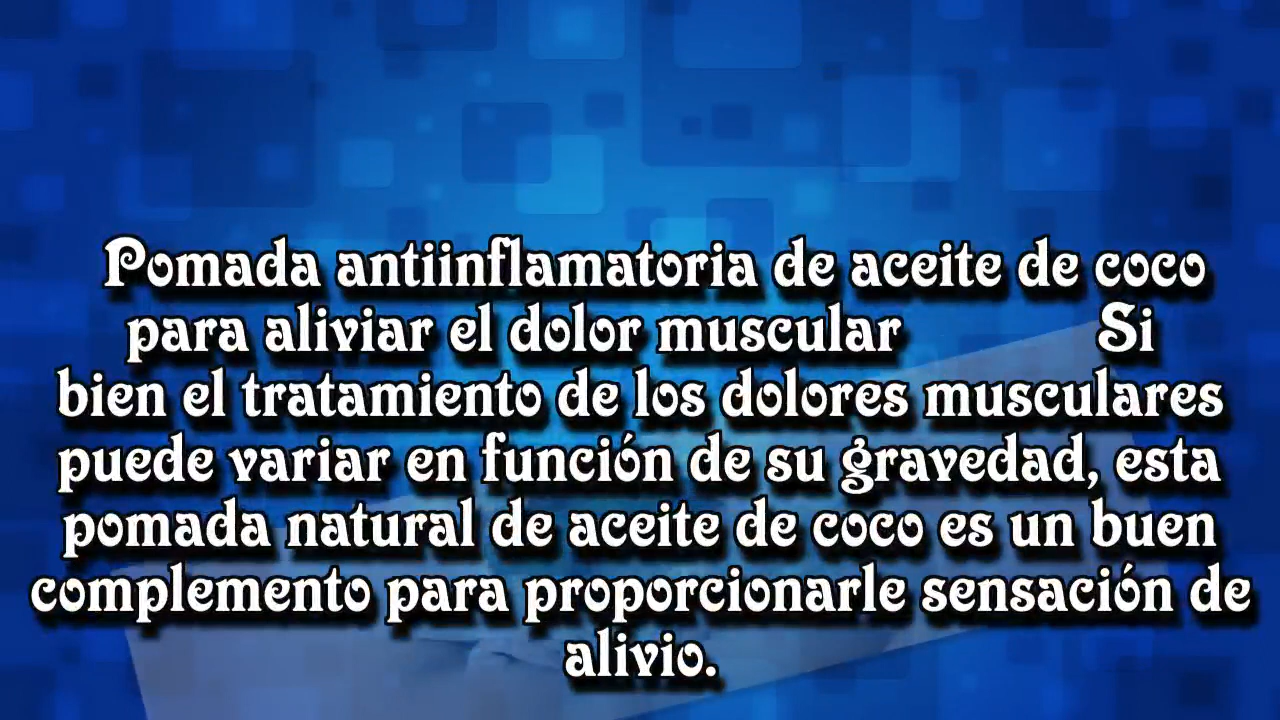 Pomada antiinflamatoria de aceite de coco
para aliviar el dolor muscular Si
bien el tratamiento de los dolores musculares
puede variar en función de su gravedad, esta
pomada natural de aceite de coco es un buen
complemento para proporcionarle sensación de
alivio.